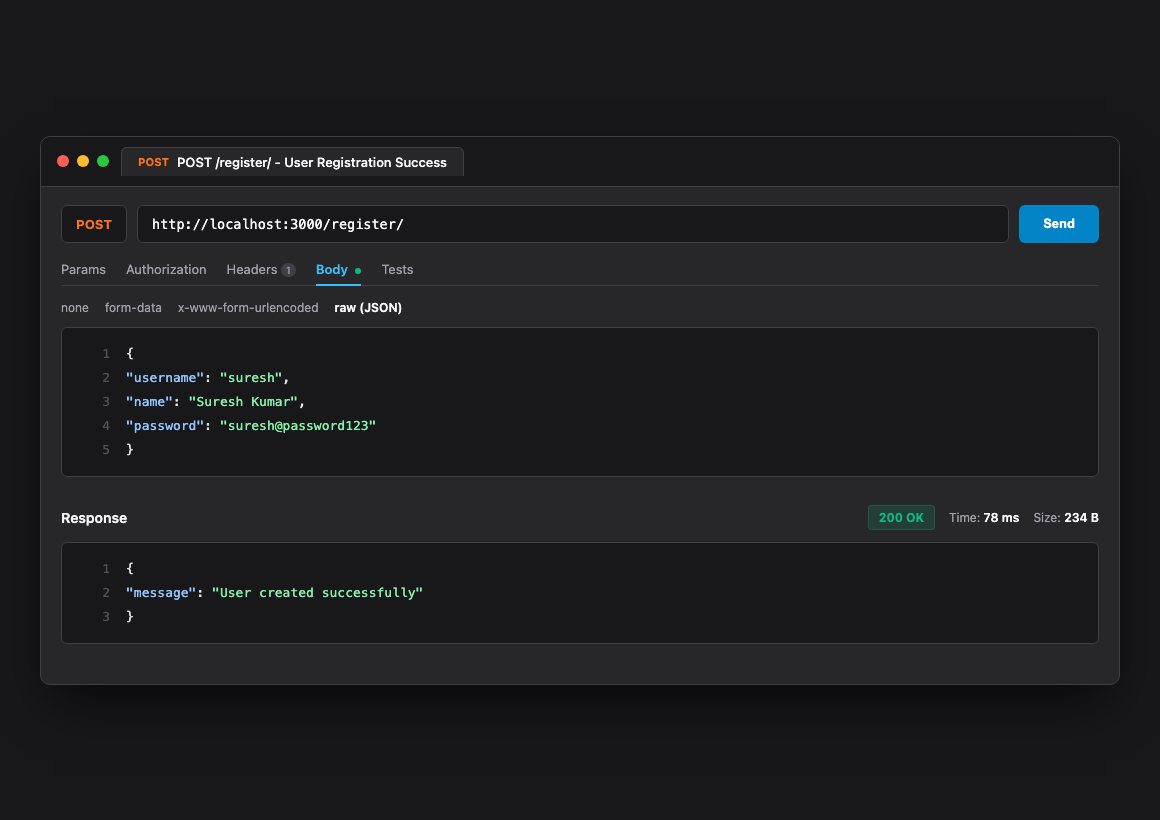 POST POST /register/ - User Registration Success
POST http://localhost:3000/register/ Send
Params Authorization Headers 1 Body Tests
none form-data x-www-form-urlencoded raw (JSON)
1 {
2 "username": "suresh",
3 "name": "Suresh Kumar",
4 "password": "suresh@password123"
5 }
Response 200 OK Time: 78 ms Size: 234 B
1 {
2 "message": "User created successfully"
3 }